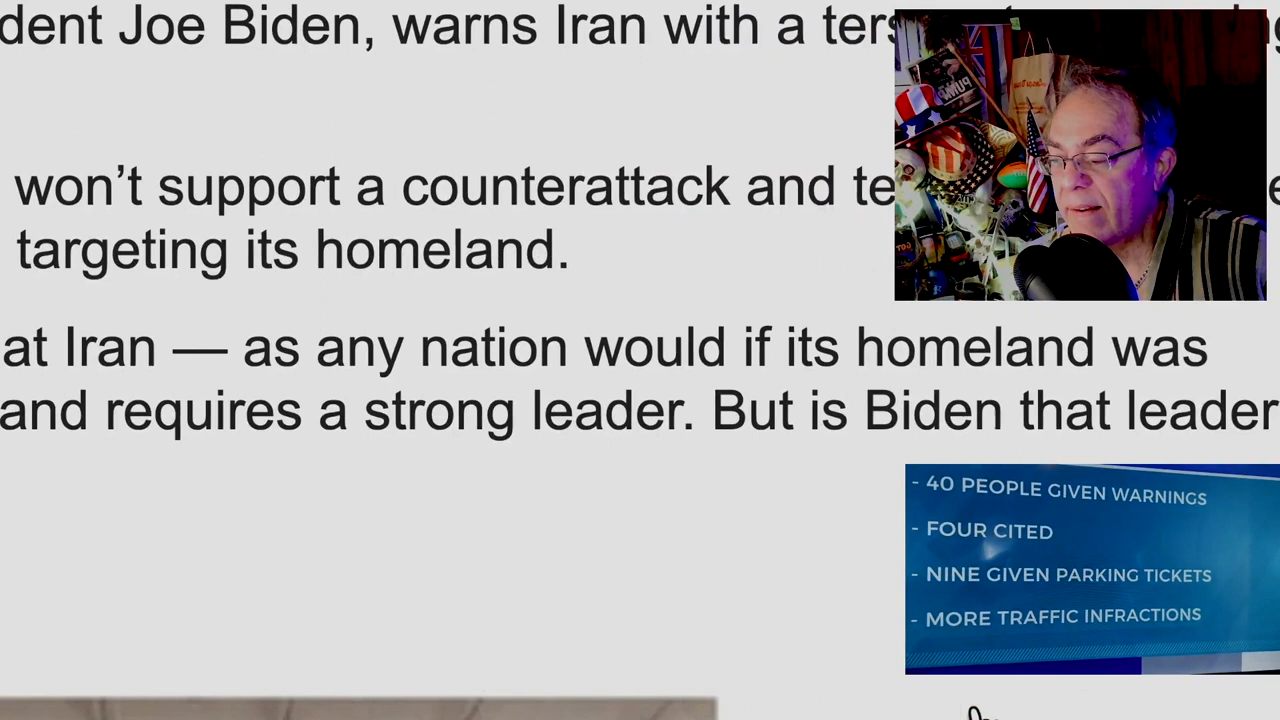 dent Joe Biden, warns Iran with a
won’t support a counterattack and
targeting its homeland.
at Iran — as any nation would if its homeland was
and requires a strong leader. But is Biden that leader
- 40 PEOPLE GIVEN WARNINGS
- FOUR CITED
- NINE GIVEN PARKING TICKETS
- MORE TRAFFIC INFRACTIONS